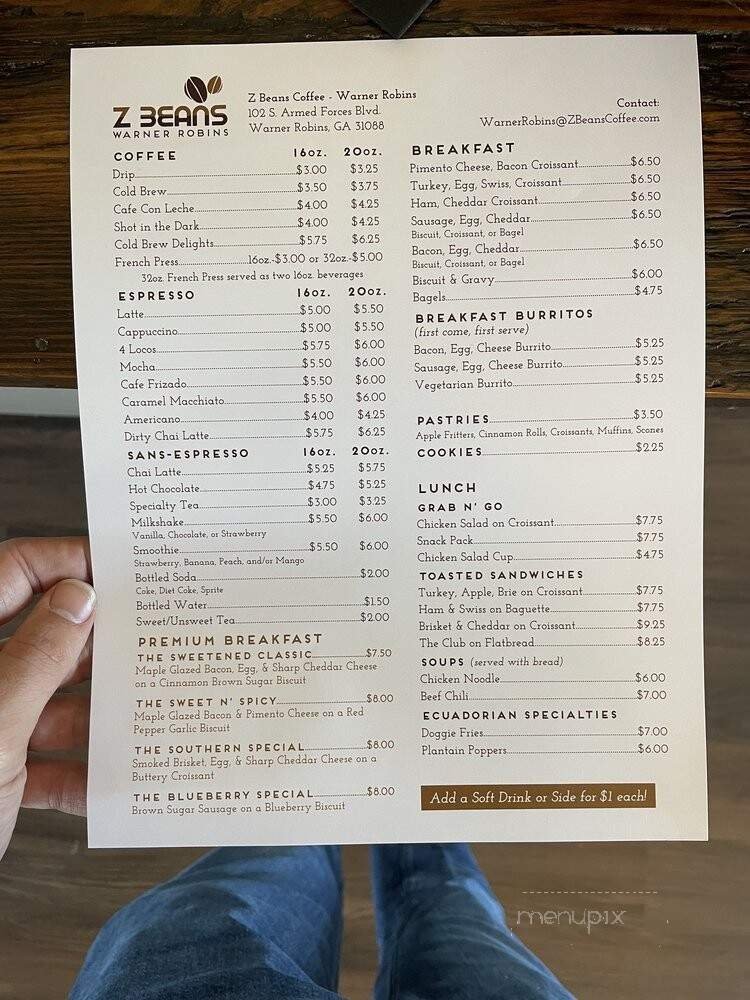 Z BEANS
WARNER ROBINS
Z Beans Coffee - Warner Robins
102 S. Armed Forces Blvd.
Warner Robins, GA 31088
Contact:
WarnerRobins@ZBeansCoffee.com
COFFEE 16oz. 20oz.
Drip $3.00 $3.25
Cold Brew $3.50 $3.75
Cafe Con Leche $4.00 $4.25
Shot in the Dark $4.00 $4.25
Cold Brew Delights $5.75 $6.25
French Press 16oz.-$3.00 or 32oz.-$5.00
32oz. French Press served as two 16oz. beverages
ESPRESSO 16oz. 20oz.
Latte $5.00 $5.50
Cappuccino $5.00 $5.50
4 Locos $5.75 $6.00
Mocha $5.50 $6.00
Cafe Frizado $5.50 $6.00
Caramel Macchiato $5.50 $6.00
Americano $4.00 $4.25
Dirty Chai Latte $5.75 $6.25
SANS-ESPRESSO 16oz. 20oz.
Chai Latte $5.25 $5.75
Hot Chocolate $4.75 $5.25
Specialty Tea $3.00 $3.25
Milkshake $5.50 $6.00
Vanilla, Chocolate, or Strawberry
Smoothie $5.50 $6.00
Strawberry, Banana, Peach, and/or Mango
Bottled Soda $2.00
Coke, Diet Coke, Sprite
Bottled Water $1.50
Sweet/Unsweet Tea $2.00
PREMIUM BREAKFAST
THE SWEETENED CLASSIC $7.50
Maple Glazed Bacon, Egg, & Sharp Cheddar Cheese
on a Cinnamon Brown Sugar Biscuit
THE SWEET N' SPICY $8.00
Maple Glazed Bacon & Pimento Cheese on a Red
Pepper Garlic Biscuit
THE SOUTHERN SPECIAL $8.00
Smoked Brisket, Egg, & Sharp Cheddar Cheese on a
Buttery Croissant
THE BLUEBERRY SPECIAL $8.00
Brown Sugar Sausage on a Blueberry Biscuit
BREAKFAST
Pimento Cheese, Bacon Croissant $6.50
Turkey, Egg, Swiss, Croissant $6.50
Ham, Cheddar Croissant $6.50
Sausage, Egg, Cheddar $6.50
Biscuit, Croissant, or Bagel
Bacon, Egg, Cheddar $6.50
Biscuit, Croissant, or Bagel
Biscuit & Gravy $6.00
Bagels $4.75
BREAKFAST BURRITOS
(first come, first serve)
Bacon, Egg, Cheese Burrito $5.25
Sausage, Egg, Cheese Burrito $5.25
Vegetarian Burrito $5.25
PASTRIES $3.50
Apple Fritters, Cinnamon Rolls, Croissants, Muffins, Scones
COOKIES $2.25
LUNCH
GRAB N' GO
Chicken Salad on Croissant $7.75
Snack Pack $7.75
Chicken Salad Cup $4.75
TOASTED SANDWICHES
Turkey, Apple, Brie on Croissant $7.75
Ham & Swiss on Baguette $7.75
Brisket & Cheddar on Croissant $9.25
The Club on Flatbread $8.25
SOUPS (served with bread)
Chicken Noodle $6.00
Beef Chili $7.00
ECUADORIAN SPECIALTIES
Doggie Fries $7.00
Plantain Poppers $6.00
Add a Soft Drink or Side for $1 each!
menupix